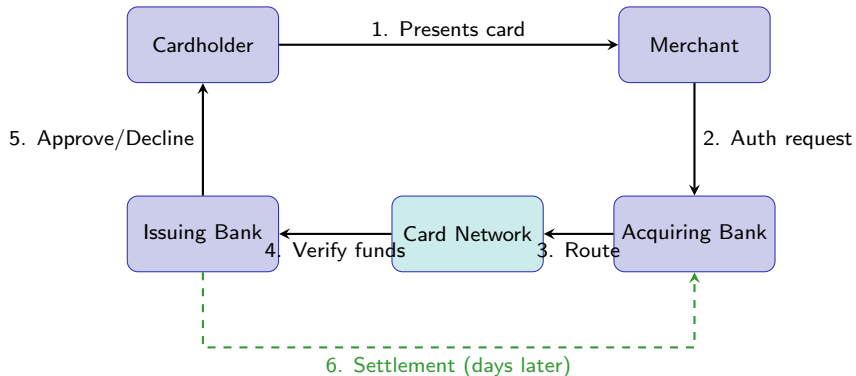 Cardholder
1. Presents card
Merchant
5. Approve/Decline
2. Auth request
Issuing Bank
4. Verify funds
Card Network
3. Route
Acquiring Bank
6. Settlement (days later)